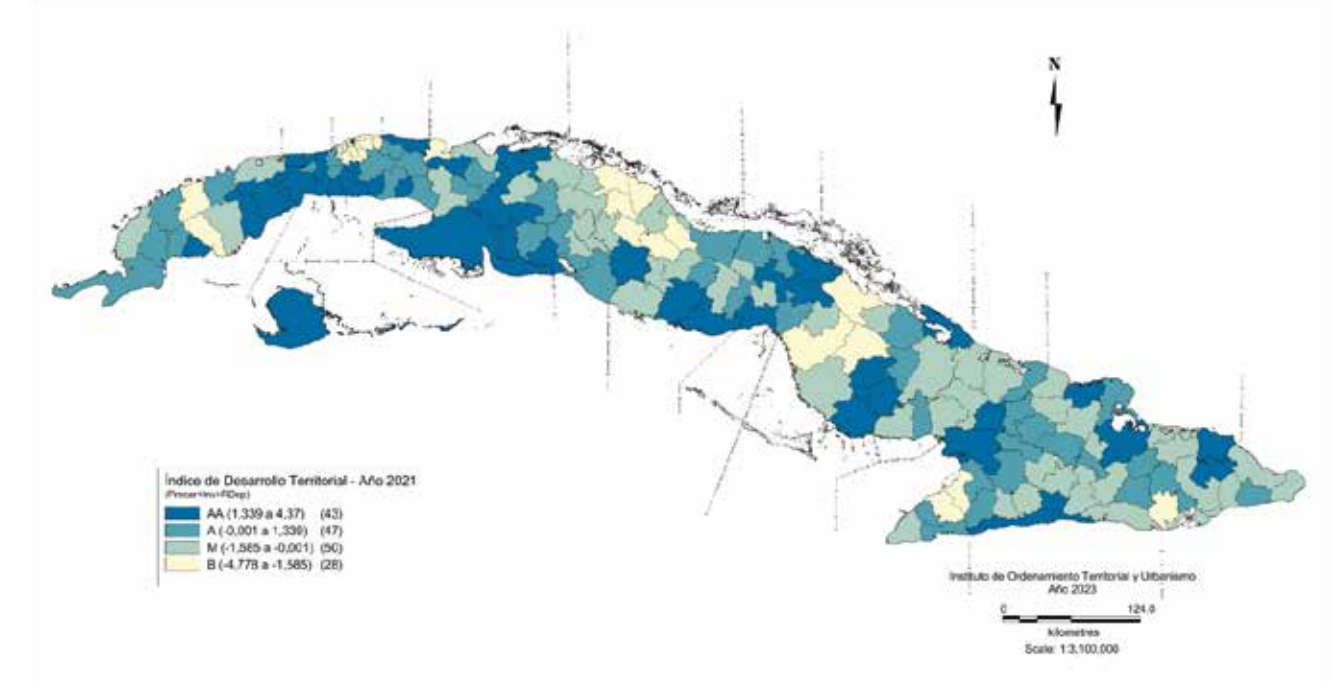 N
Índice de Desarrollo Territorial - Año 2021
(Procar+Inv+RDep)
AA (1,339 a 4,37) (43)
A (-0,001 a 1,339) (47)
M (-1,585 a -0,001) (50)
B (-4,778 a -1,585) (28)
Instituto de Ordenamiento Territorial y Urbanismo
Año 2023
0 124.0
kilometres
Scale: 1:3,100,000